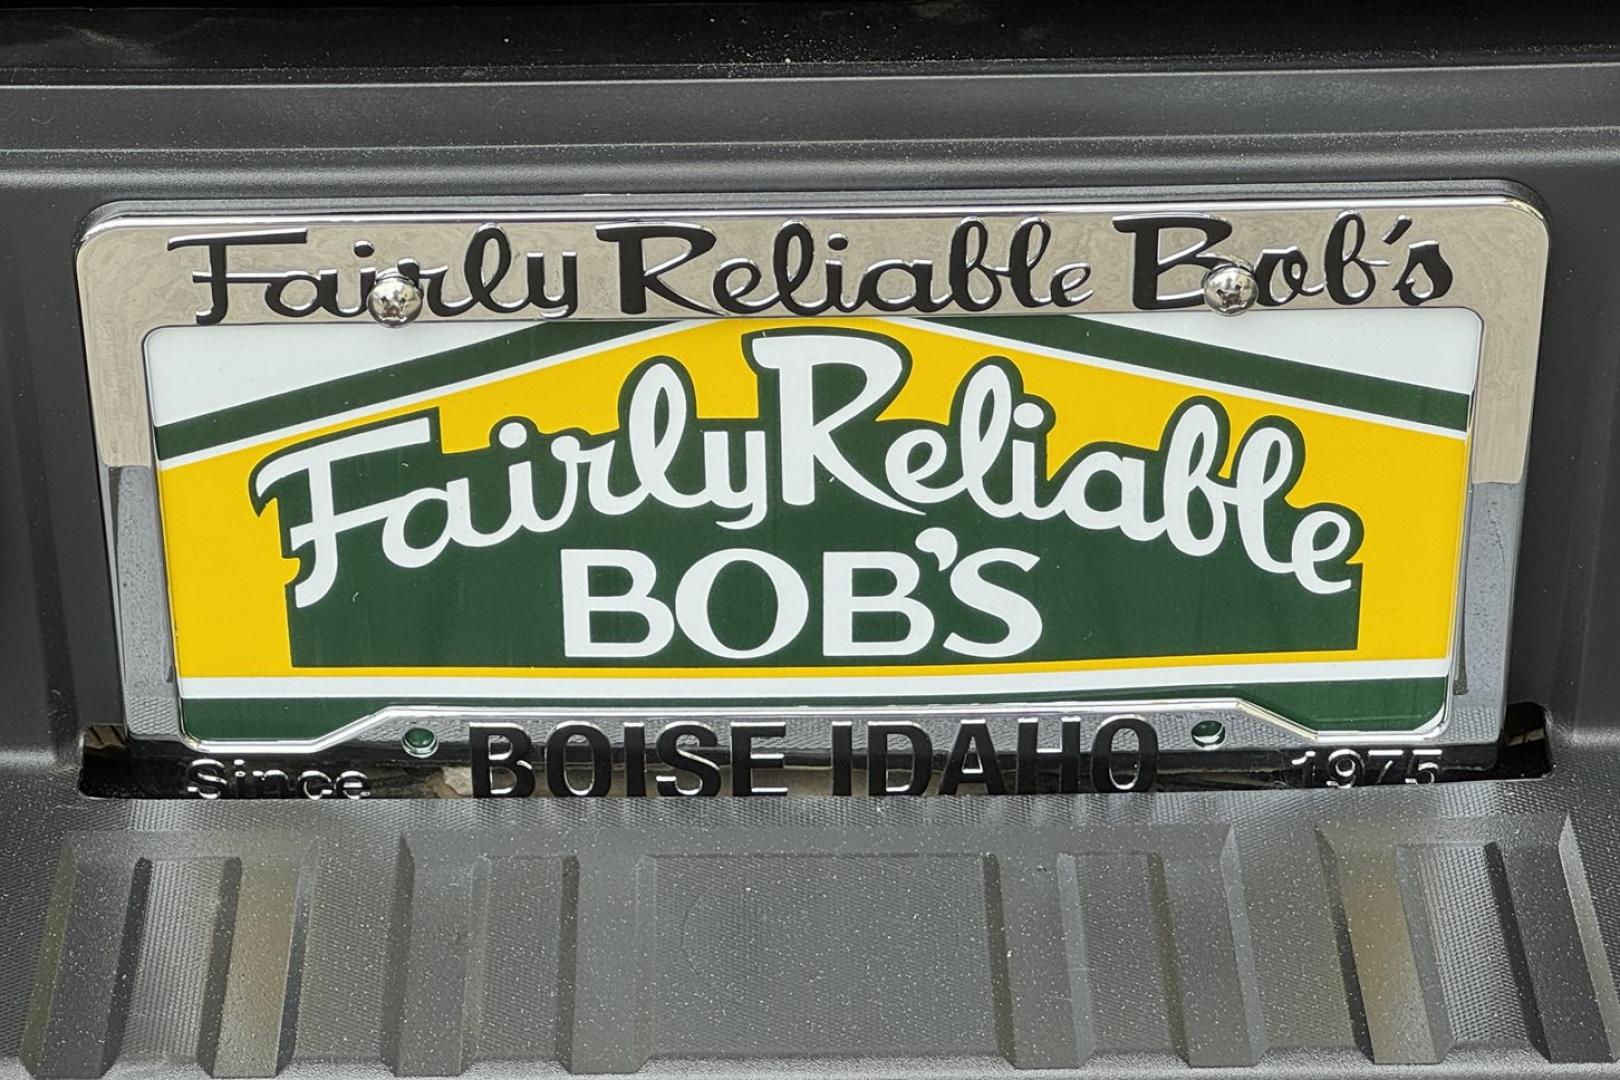 Fairly Reliable Bob's
Fairly Reliable
BOB'S
Since BOISE IDAHO 1975